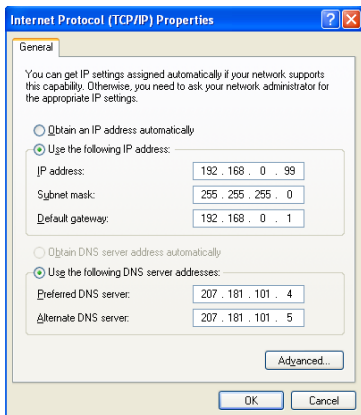 Internet Protocol (TCP/IP) Properties
General
You can get IP settings assigned automatically if your network supports
this capability. Otherwise, you need to ask your network administrator for
the appropriate IP settings.
Obtain an IP address automatically
Use the following IP address:
IP address: 192 . 168 . 0 . 99
Subnet mask: 255 . 255 . 255 . 0
Default gateway: 192 . 168 . 0 . 1
Obtain DNS server address automatically
Use the following DNS server addresses:
Preferred DNS server: 207 . 181 . 101 . 4
Alternate DNS server: 207 . 181 . 101 . 5
Advanced...
OK Cancel